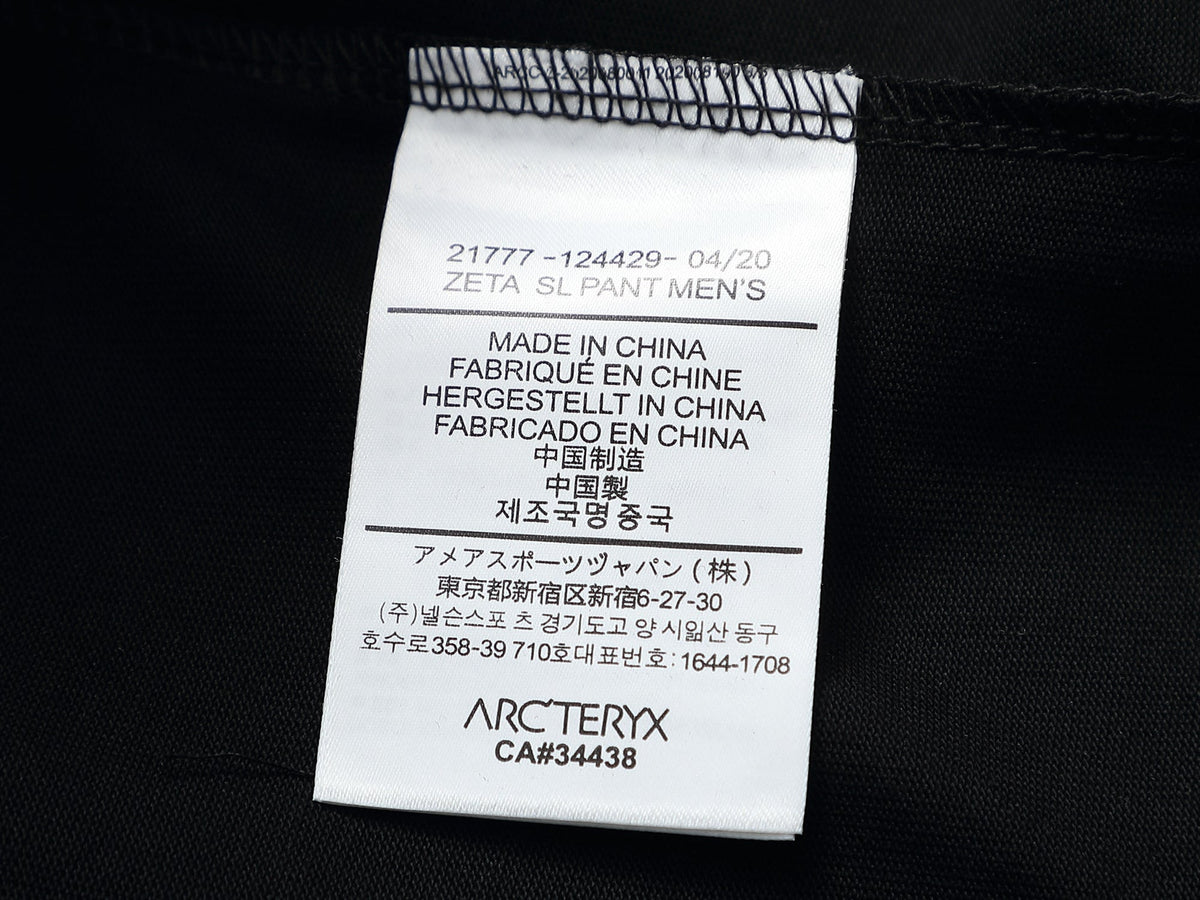 21777 -124429- 04/20
ZETA SL PANT MEN'S
MADE IN CHINA
FABRIQUÉ EN CHINE
HERGESTELLT IN CHINA
FABRICADO EN CHINA
中国制造
中国製
제조국명중국
アメアスポーツヅャパン(株)
東京都新宿区新宿6-27-30
(주)넬슨스포 츠 경기도고 양 시잂산 동구
호수로358-39 710호대표번호:1644-1708
ARC'TERYX
CA#34438